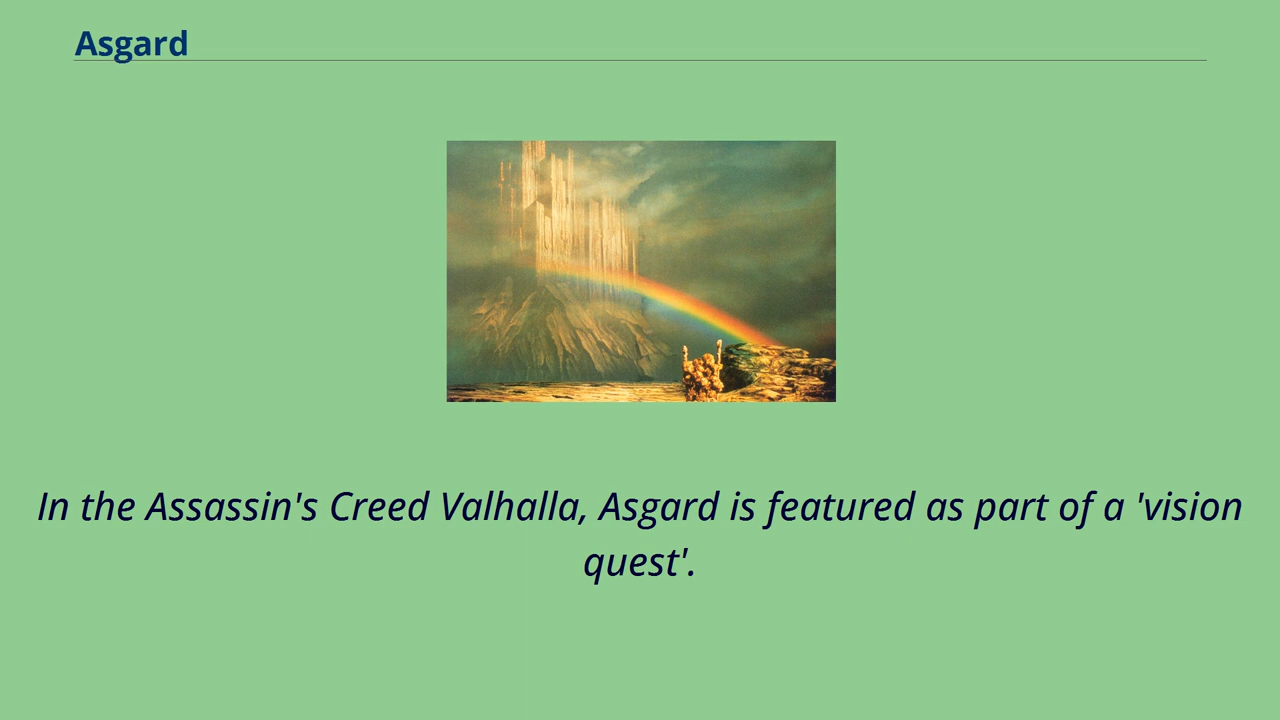 Asgard
In the Assassin's Creed Valhalla, Asgard is featured as part of a 'vision
quest'.